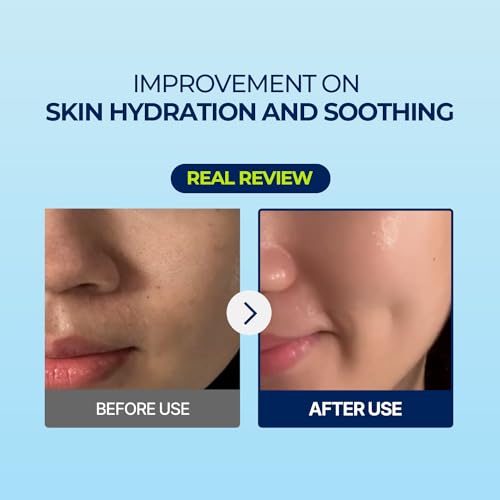 IMPROVEMENT ON
SKIN HYDRATION AND SOOTHING
REAL REVIEW
BEFORE USE
AFTER USE